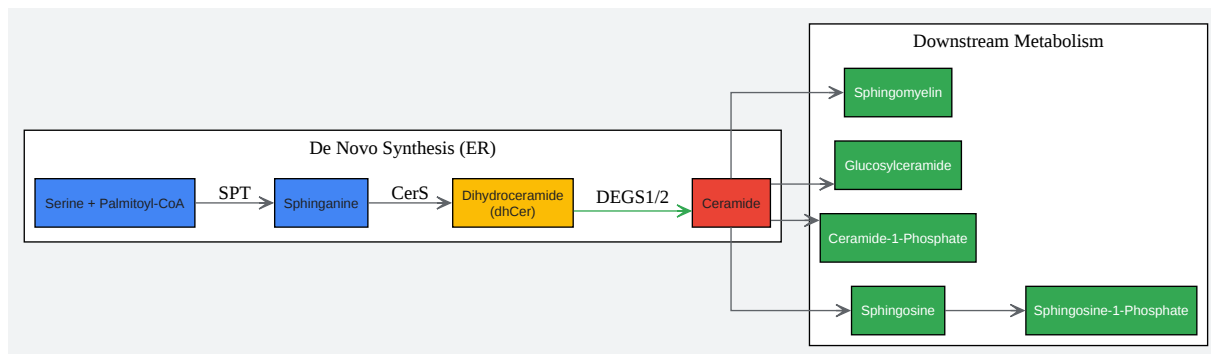 Downstream Metabolism
Sphingomyelin
De Novo Synthesis (ER)
Glucosylceramide
Serine + Palmitoyl-CoA
SPT
Sphinganine
CerS
Dihydroceramide
(dhCer)
DEGS1/2
Ceramide
Ceramide-1-Phosphate
Sphingosine
Sphingosine-1-Phosphate